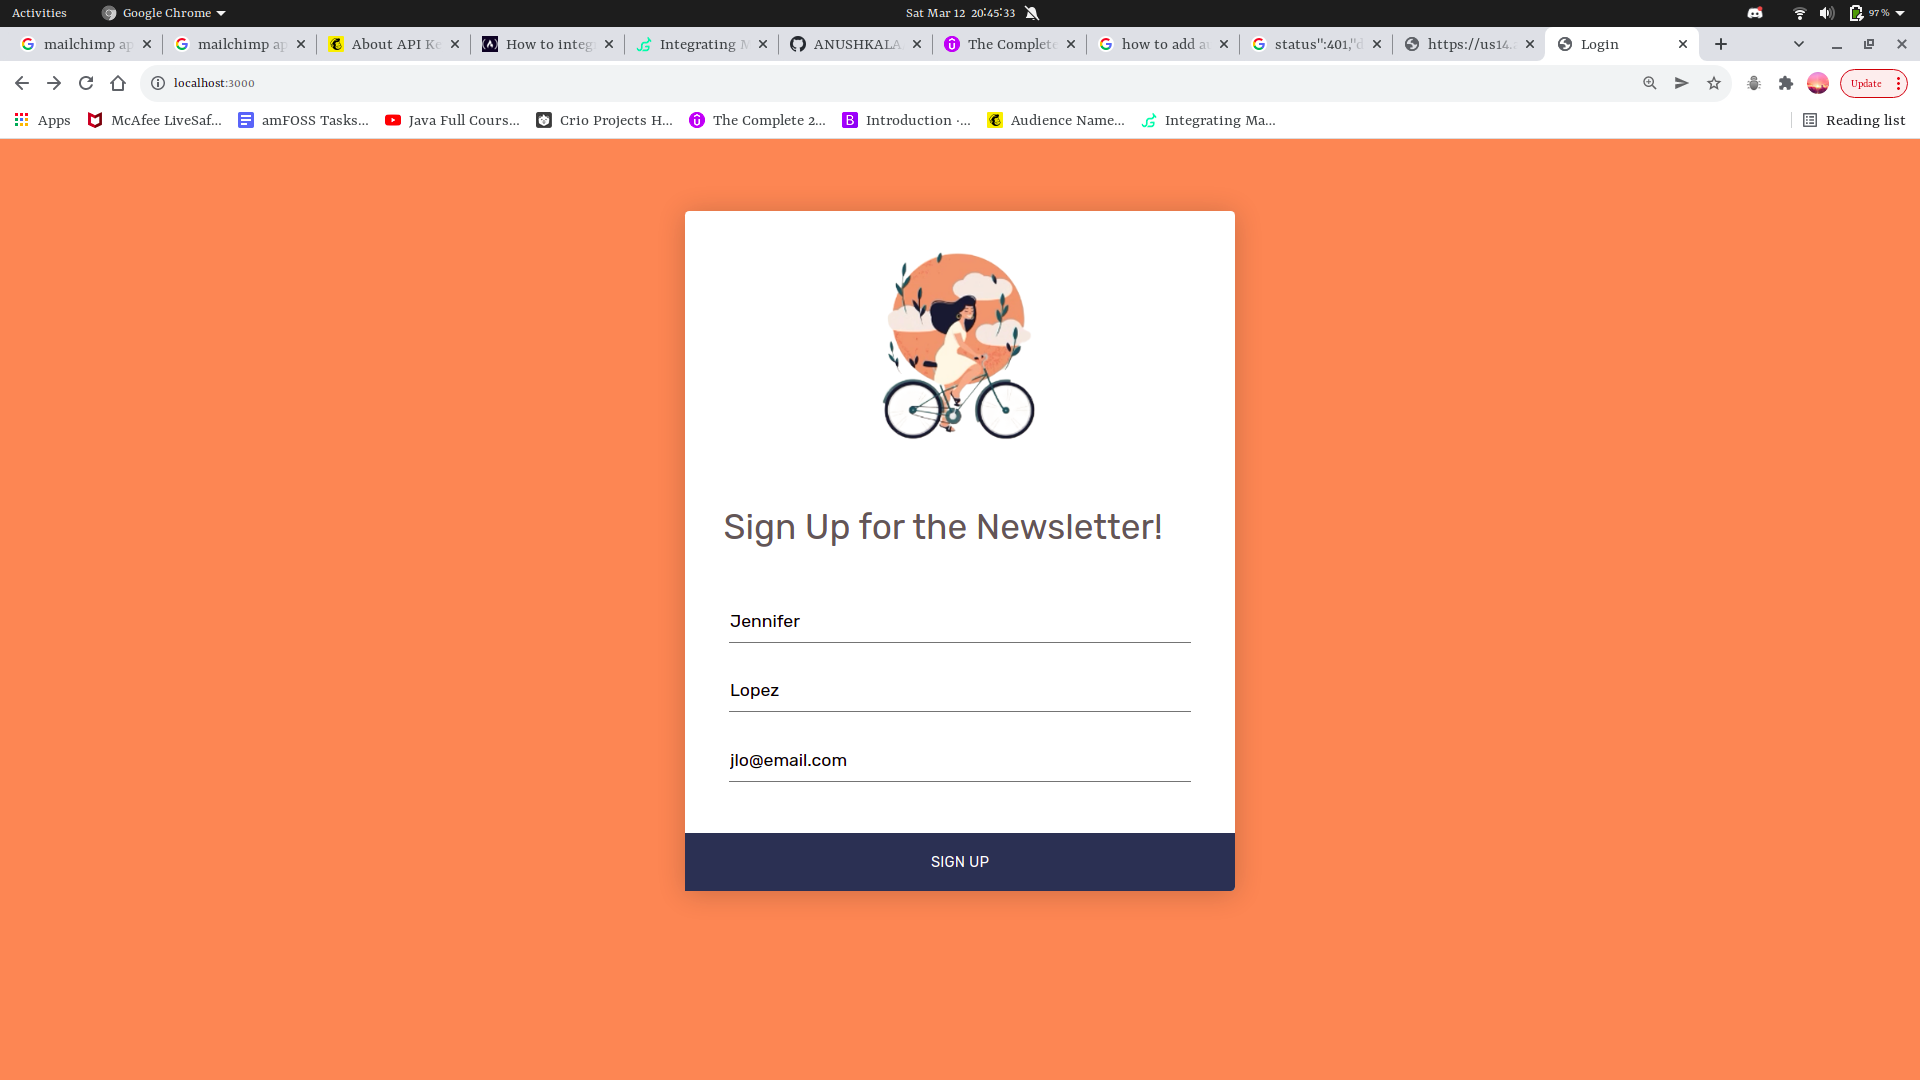 Activities Google Chrome Sat Mar 12 20:45:33 97 %
mailchimp ap mailchimp ap About API Ke How to integ Integrating M ANUSHKALA The Complete how to add au status":401,"d https://us14. Login
localhost:3000 Update
Apps McAfee LiveSaf... amFOSS Tasks... Java Full Cours... Crio Projects H... The Complete 2... Introduction ·... Audience Name... Integrating Ma... Reading list
Sign Up for the Newsletter!
Jennifer
Lopez
jlo@email.com
SIGN UP